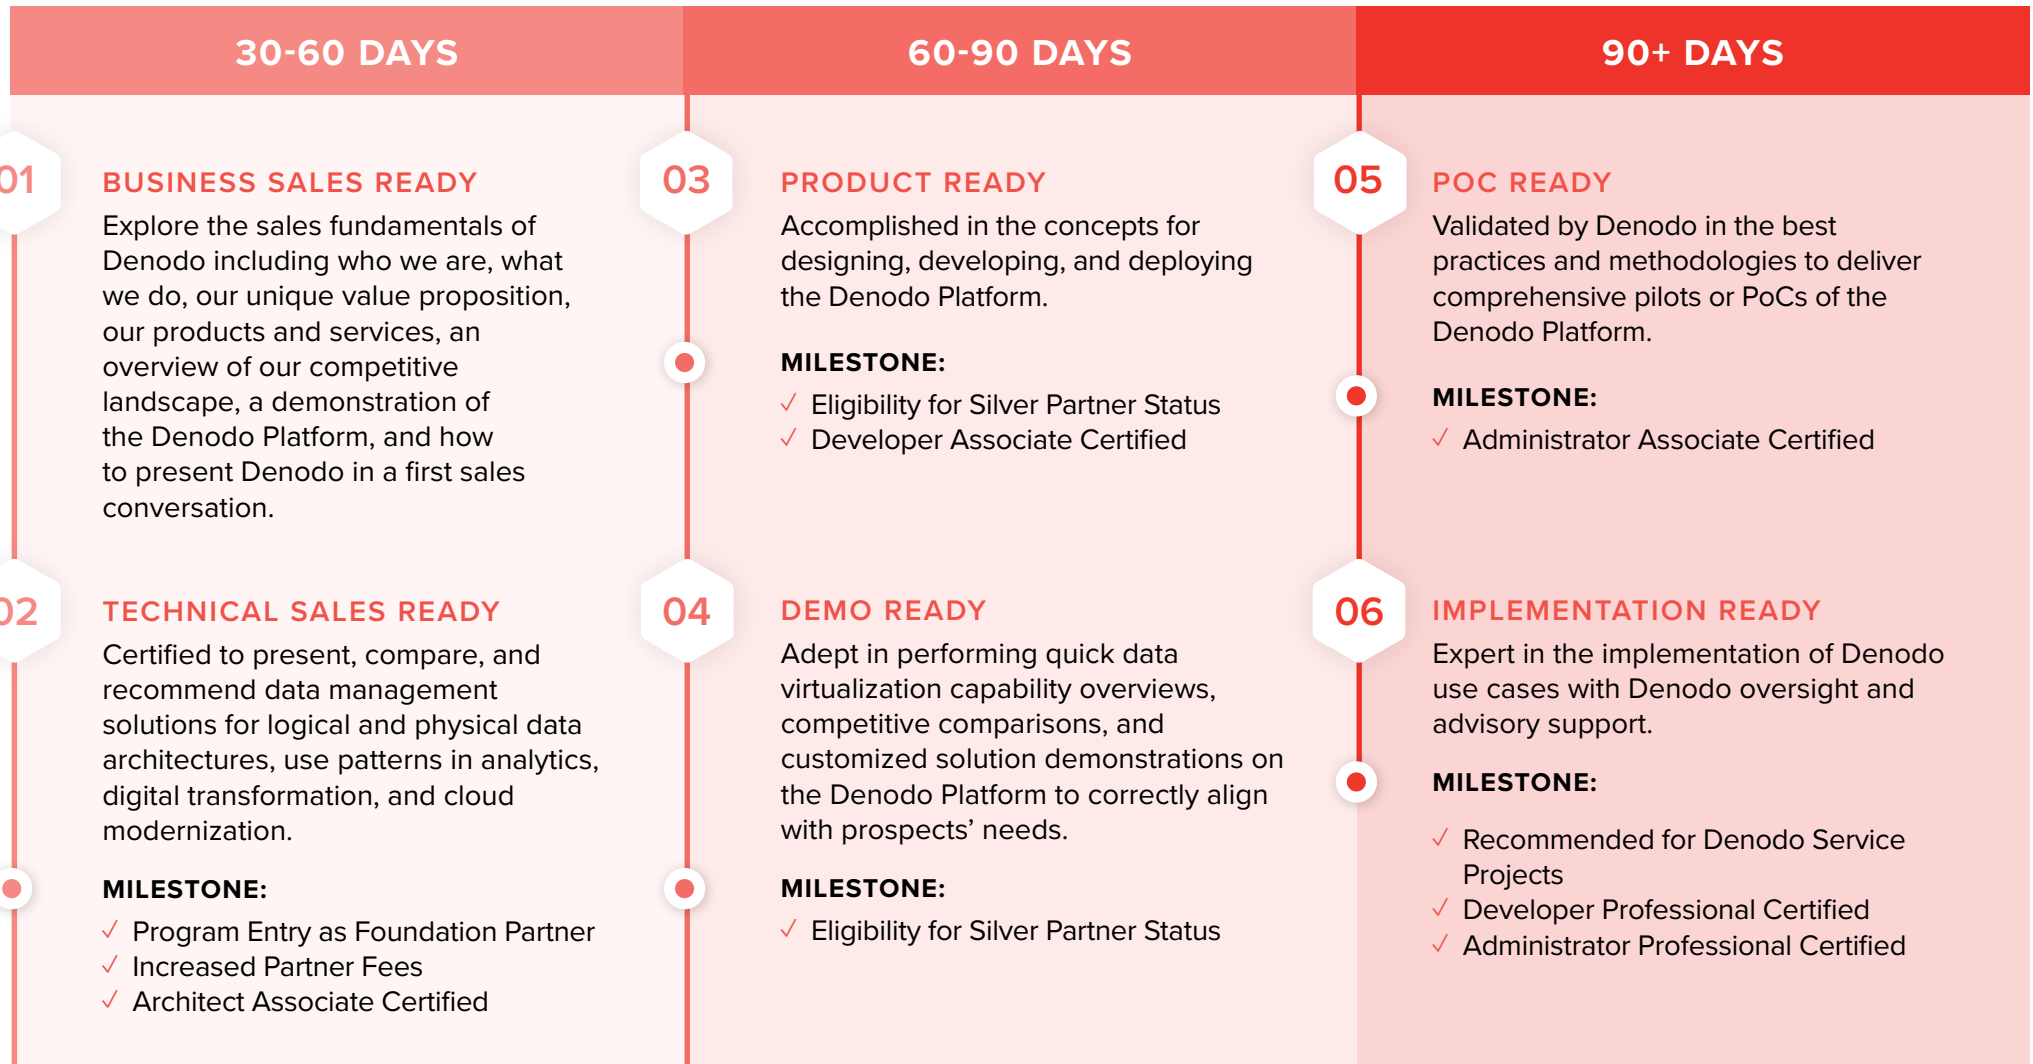 30-60 DAYS
60-90 DAYS
90+ DAYS
01
BUSINESS SALES READY
Explore the sales fundamentals of
Denodo including who we are, what
we do, our unique value proposition,
our products and services, an
overview of our competitive
landscape, a demonstration of
the Denodo Platform, and how
to present Denodo in a first sales
conversation.
02
TECHNICAL SALES READY
Certified to present, compare, and
recommend data management
solutions for logical and physical data
architectures, use patterns in analytics,
digital transformation, and cloud
modernization.
MILESTONE:
✓ Program Entry as Foundation Partner
✓ Increased Partner Fees
✓ Architect Associate Certified
03
PRODUCT READY
Accomplished in the concepts for
designing, developing, and deploying
the Denodo Platform.
MILESTONE:
✓ Eligibility for Silver Partner Status
✓ Developer Associate Certified
04
DEMO READY
Adept in performing quick data
virtualization capability overviews,
competitive comparisons, and
customized solution demonstrations on
the Denodo Platform to correctly align
with prospects’ needs.
MILESTONE:
✓ Eligibility for Silver Partner Status
05
POC READY
Validated by Denodo in the best
practices and methodologies to deliver
comprehensive pilots or PoCs of the
Denodo Platform.
MILESTONE:
✓ Administrator Associate Certified
06
IMPLEMENTATION READY
Expert in the implementation of Denodo
use cases with Denodo oversight and
advisory support.
MILESTONE:
✓ Recommended for Denodo Service
Projects
✓ Developer Professional Certified
✓ Administrator Professional Certified